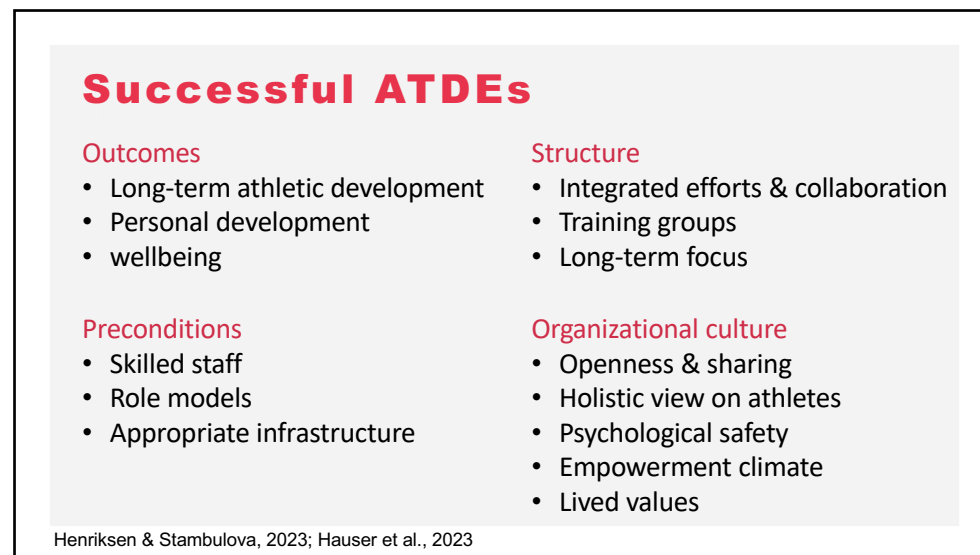 Successful ATDEs
Outcomes
• Long-term athletic development
• Personal development
• wellbeing
Preconditions
• Skilled staff
• Role models
• Appropriate infrastructure
Structure
• Integrated efforts & collaboration
• Training groups
• Long-term focus
Organizational culture
• Openness & sharing
• Holistic view on athletes
• Psychological safety
• Empowerment climate
• Lived values
Henriksen & Stambulova, 2023; Hauser et al., 2023